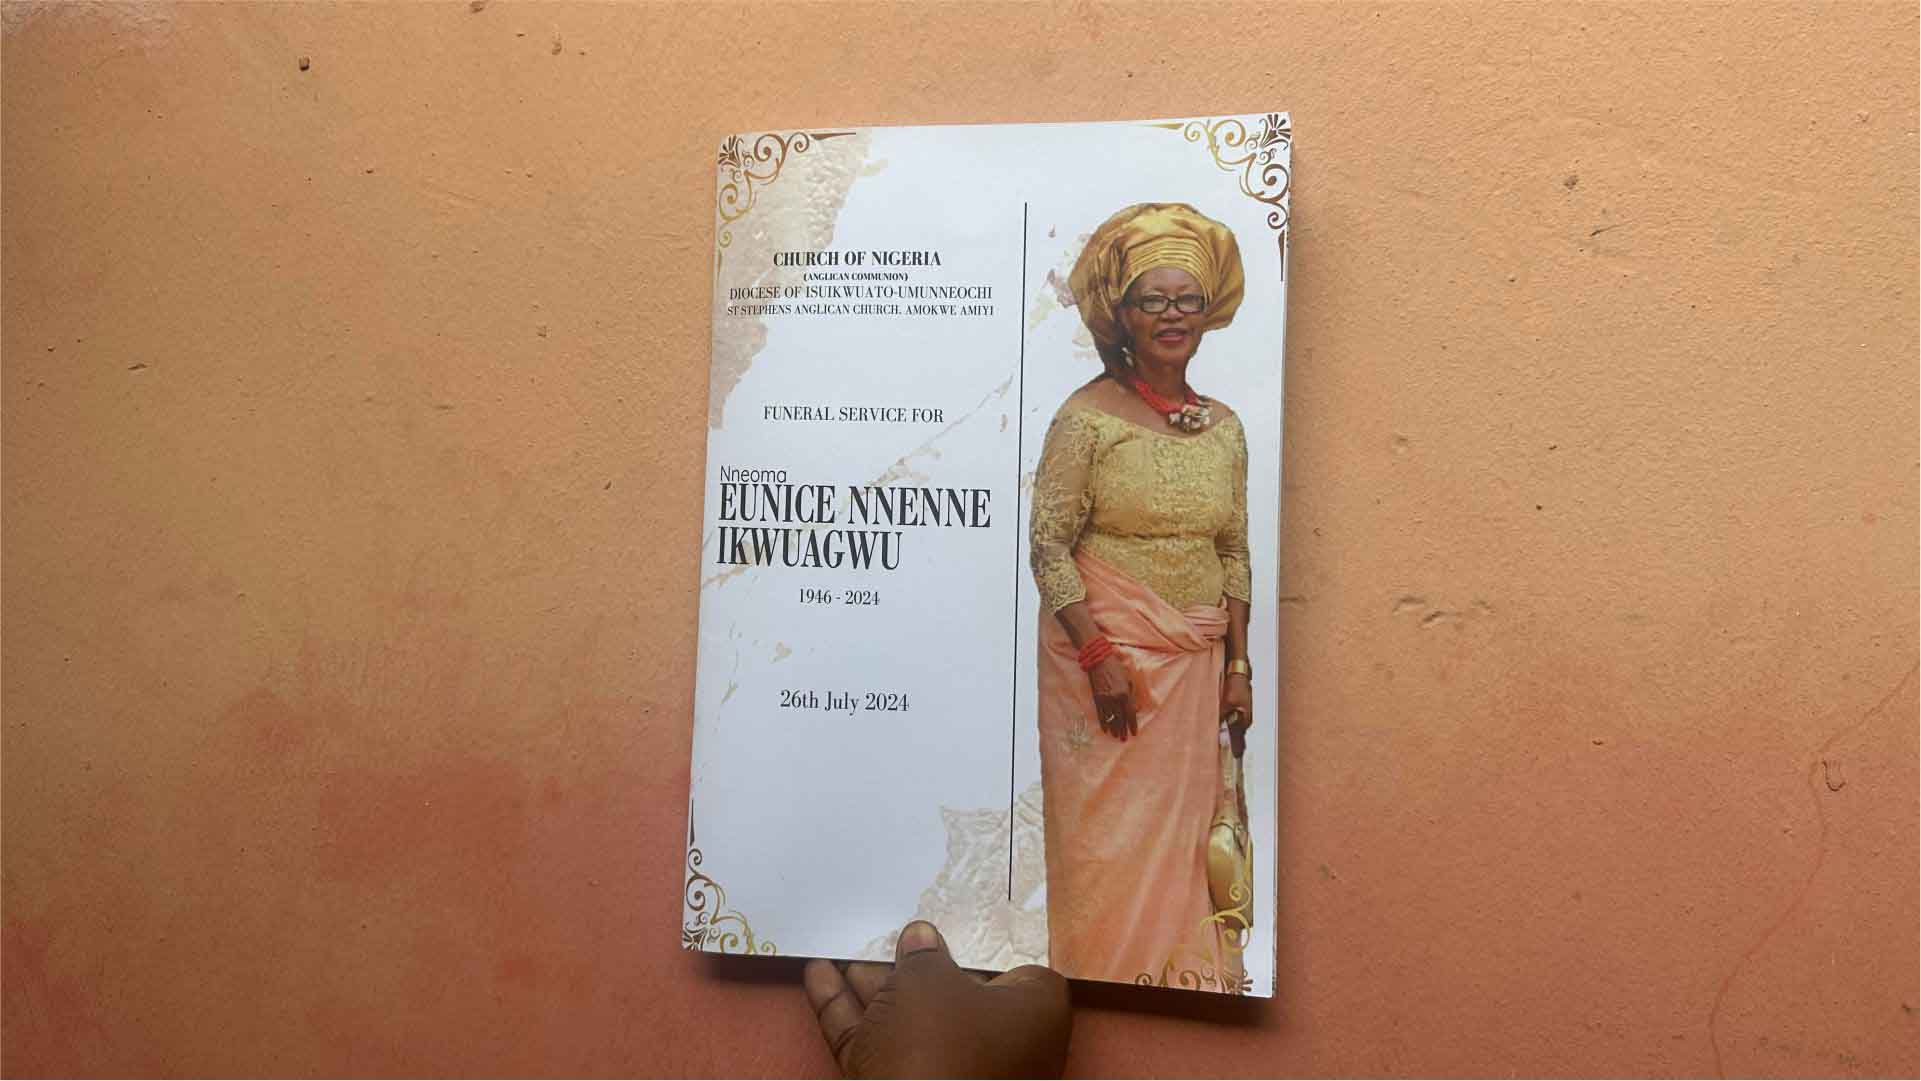 CHURCH OF NIGERIA
(ANGLICAN COMMUNION)
DIOCESE OF ISUIKWUATO-UMUNNEOCHI
ST STEPHENS ANGLICAN CHURCH. AMOKWE AMIYI
FUNERAL SERVICE FOR
Nneoma
EUNICE NNENNE
IKWUAGWU
1946 - 2024
26th July 2024